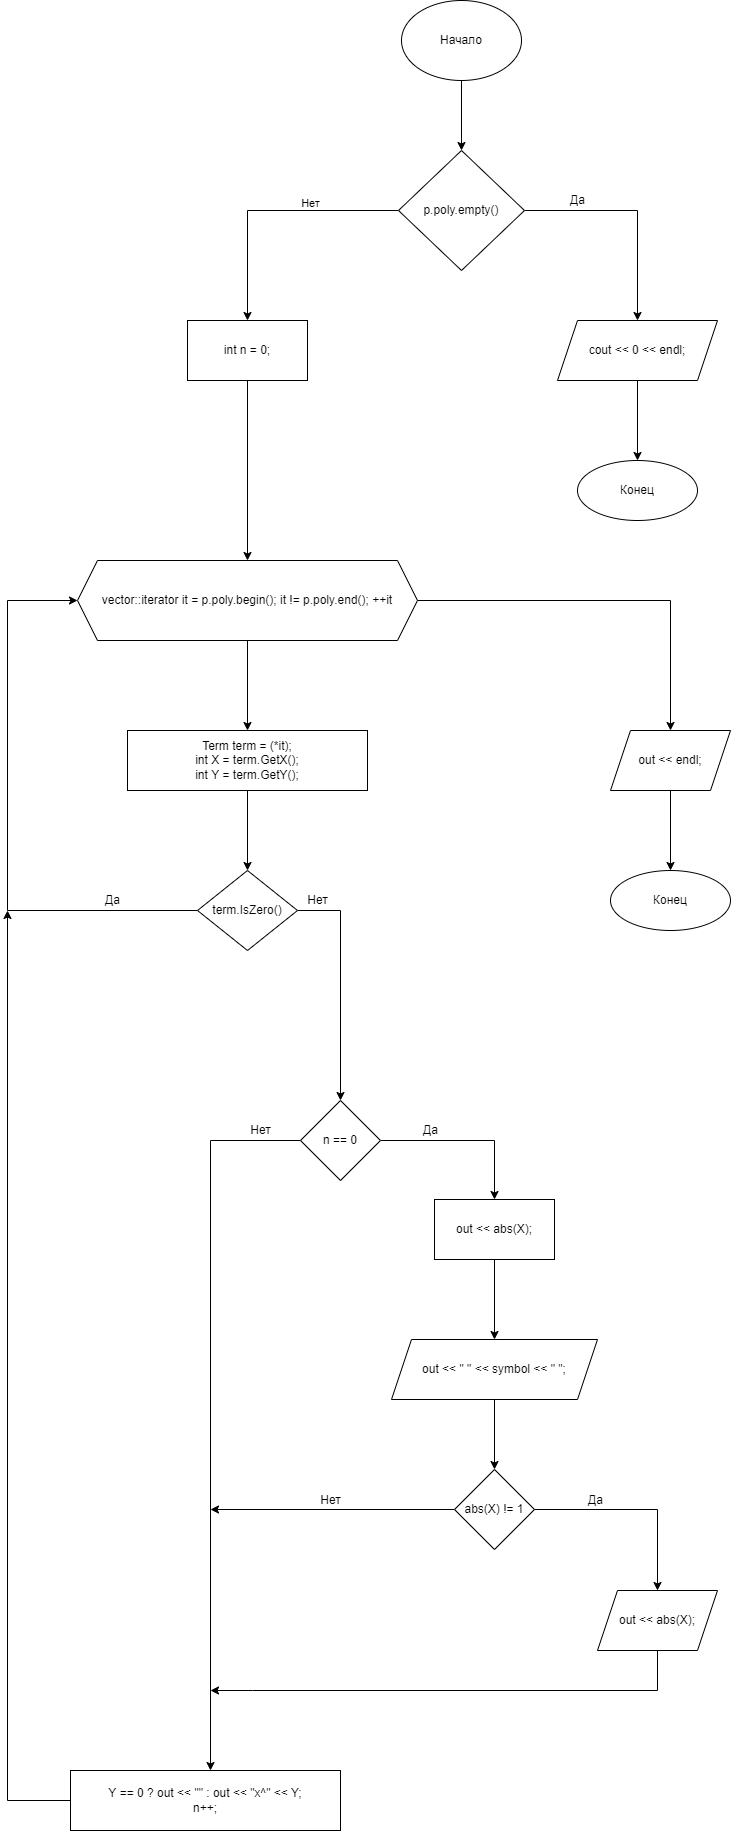 Начало
p.poly.empty()
Нет
Да
int n = 0;
cout << 0 << endl;
Конец
vector::iterator it = p.poly.begin(); it != p.poly.end(); ++it
Term term = (*it);
int X = term.GetX();
int Y = term.GetY();
out << endl;
Конец
term.IsZero()
Да
Нет
n == 0
Нет
Да
out << abs(X);
out << " " << symbol << " ";
abs(X) != 1
Нет
Да
out << abs(X);
Y == 0 ? out << "" : out << "x^" << Y;
n++;